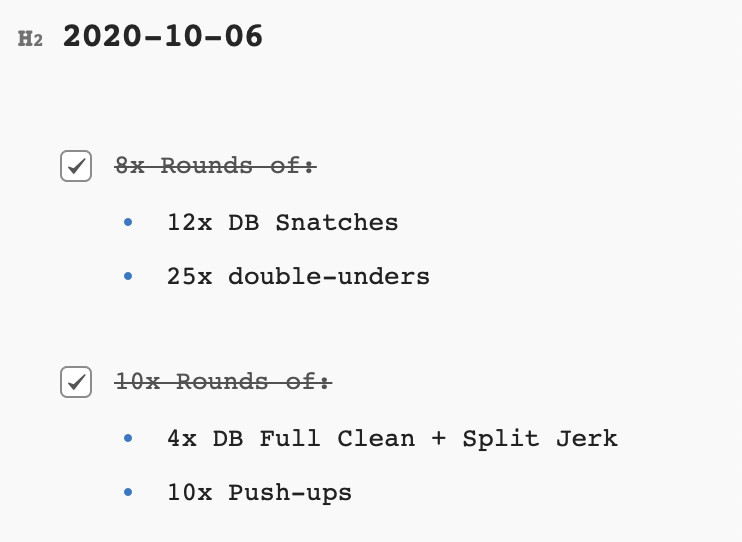 H2 2020-10-06
8x Rounds of:
12x DB Snatches
25x double-unders
10x Rounds of:
4x DB Full Clean + Split Jerk
10x Push-ups